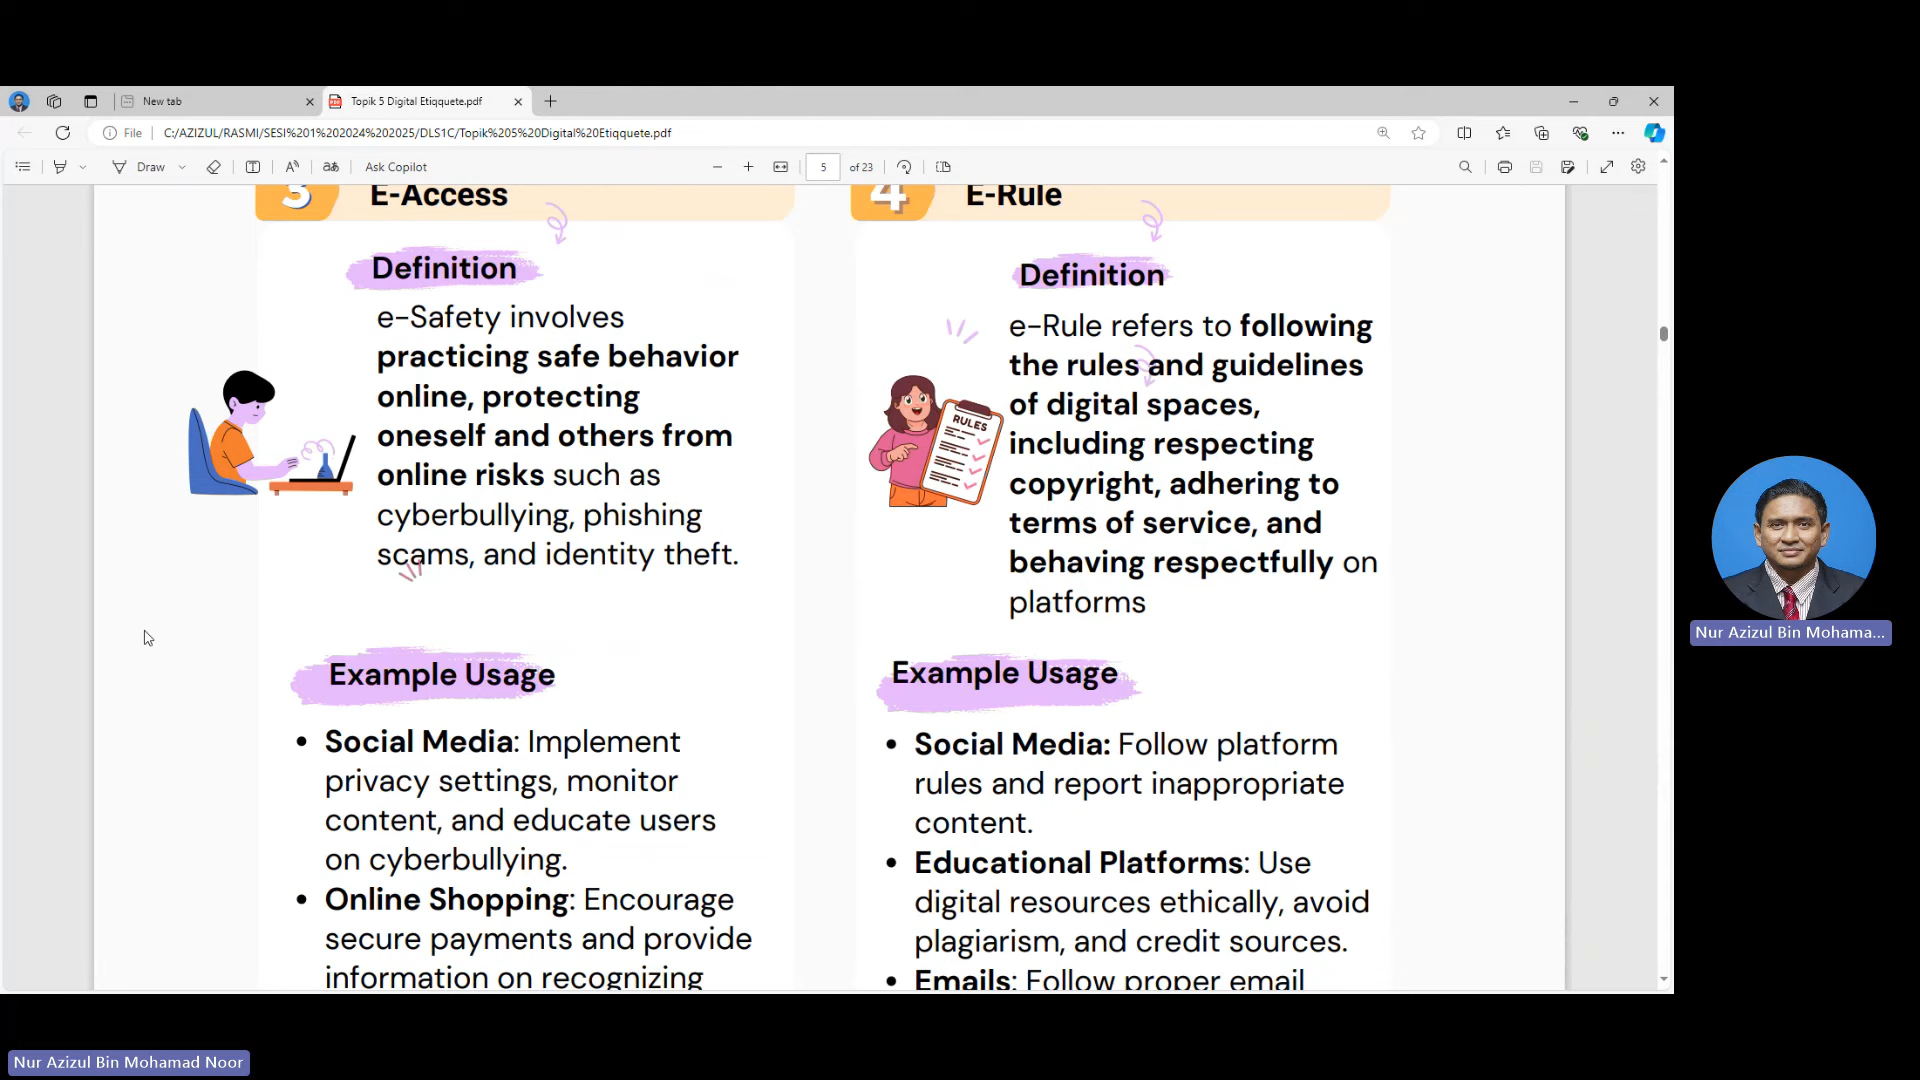 New tab
Topik 5 Digital Etiqquete.pdf
File
C:/AZIZUL/RASMI/SESI%201%202024%202025/DLS1C/Topik%205%20Digital%20Etiqquete.pdf
Draw
Ask Copilot
5
of 23
3
E-Access
Definition
e-Safety involves
practicing safe behavior
online, protecting
oneself and others from
online risks such as
cyberbullying, phishing
scams, and identity theft.
Example Usage
• Social Media: Implement
privacy settings, monitor
content, and educate users
on cyberbullying.
• Online Shopping: Encourage
secure payments and provide
information on recognizing
4
E-Rule
Definition
e-Rule refers to following
the rules and guidelines
of digital spaces,
including respecting
copyright, adhering to
terms of service, and
behaving respectfully on
platforms
RULES
Example Usage
• Social Media: Follow platform
rules and report inappropriate
content.
• Educational Platforms: Use
digital resources ethically, avoid
plagiarism, and credit sources.
• Emails: Follow proper email
Nur Azizul Bin Mohama...
Nur Azizul Bin Mohamad Noor